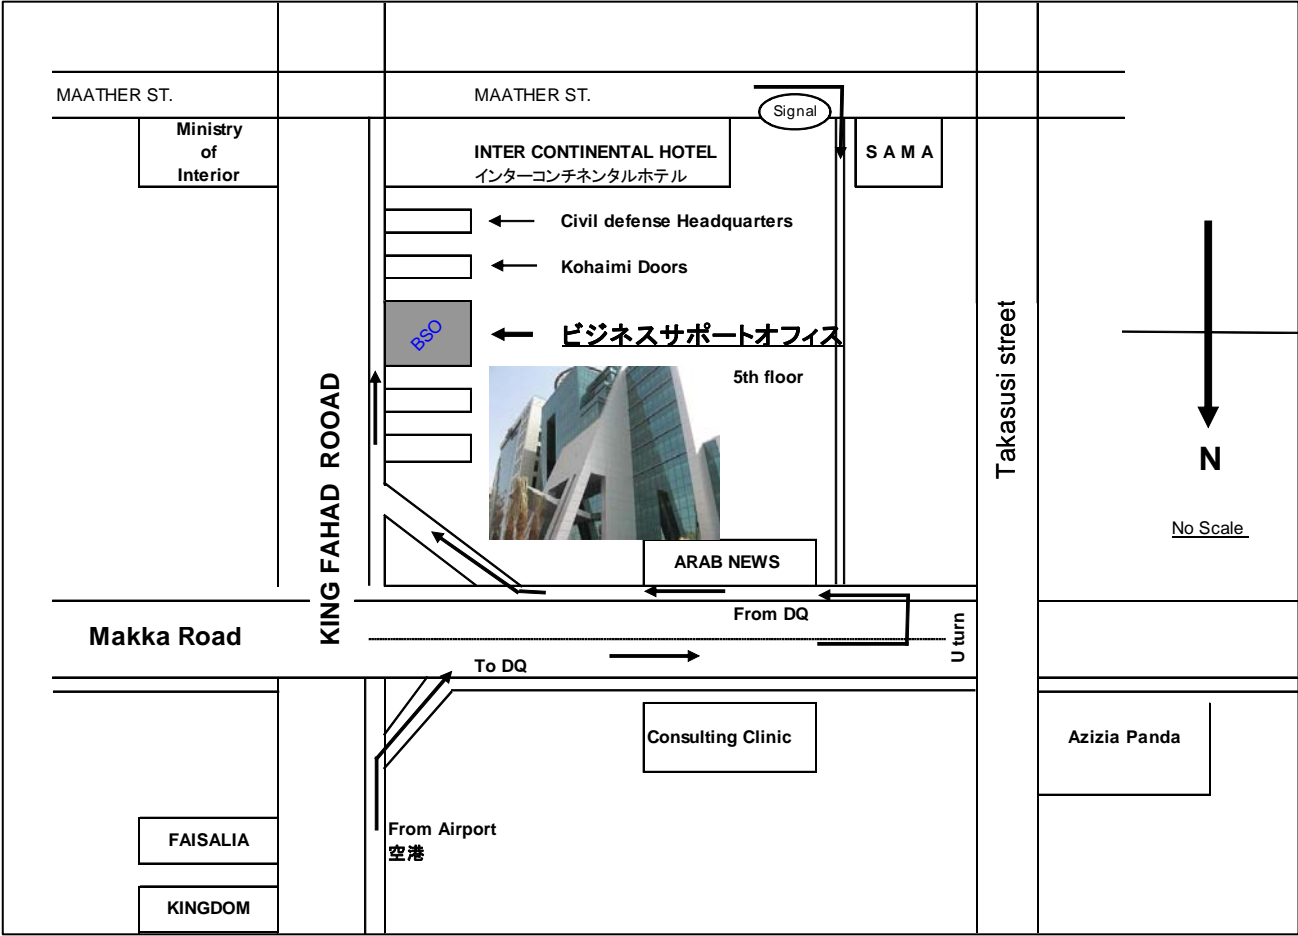 MAATHER ST.
MAATHER ST.
Signal
Ministry
of
Interior
INTER CONTINENTAL HOTEL
インターコンチネンタルホテル
S A M A
Civil defense Headquarters
Kohaimi Doors
BSO
ビジネスサポートオフィス
5th floor
KING FAHAD ROOAD
Takasusi street
N
No Scale
ARAB NEWS
From DQ
Makka Road
U turn
To DQ
Consulting Clinic
Azizia Panda
From Airport
空港
FAISALIA
KINGDOM